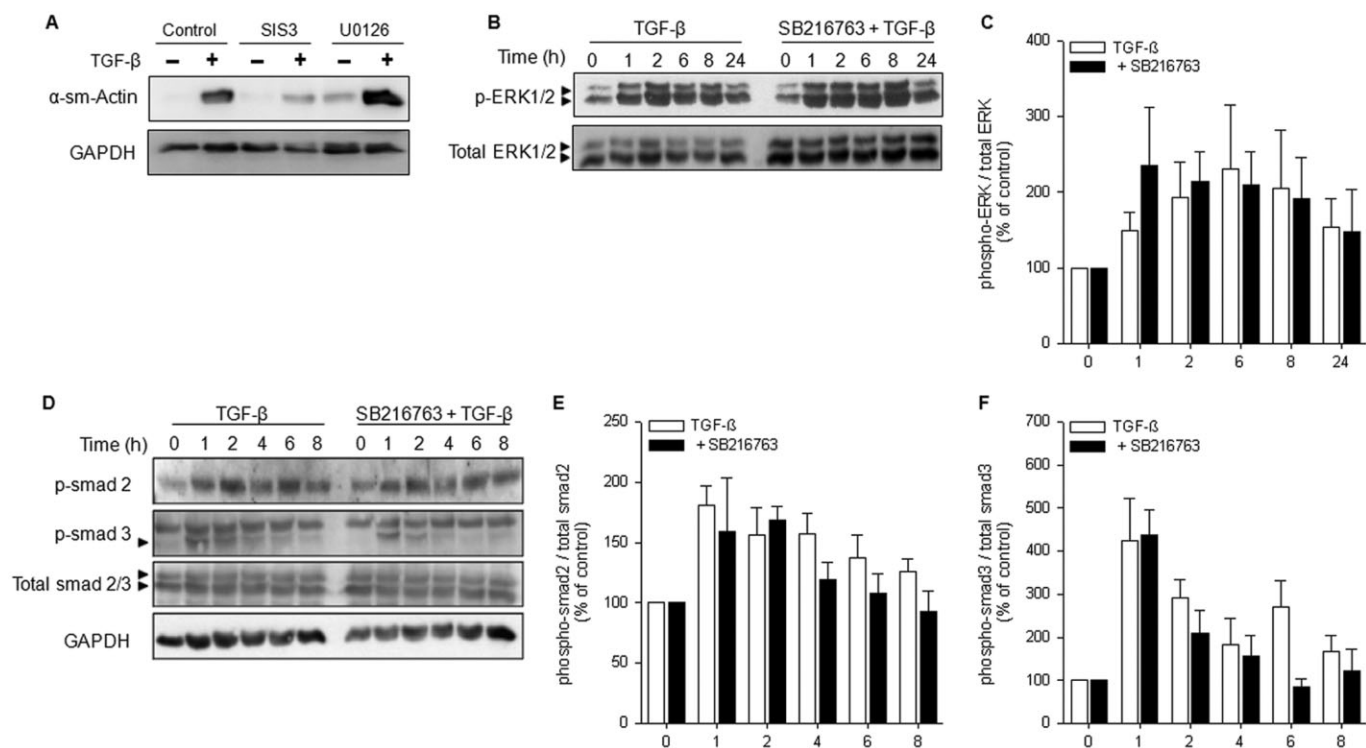 A
Control SIS3 U0126
TGF-β – + – + – +
α-sm-Actin
GAPDH
B
TGF-β SB216763 + TGF-β
Time (h) 0 1 2 6 8 24 0 1 2 6 8 24
p-ERK1/2
Total ERK1/2
C
TGF-ß
+ SB216763
phospho-ERK / total ERK
(% of control)
400
300
200
100
0
0 1 2 6 8 24
D
TGF-β SB216763 + TGF-β
Time (h) 0 1 2 4 6 8 0 1 2 4 6 8
p-smad 2
p-smad 3
Total smad 2/3
GAPDH
E
TGF-ß
+ SB216763
phospho-smad2 / total smad2
(% of control)
250
200
150
100
50
0
0 1 2 4 6 8
F
TGF-ß
+ SB216763
phospho-smad3 / total smad3
(% of control)
700
600
500
400
300
200
100
0
0 1 2 4 6 8